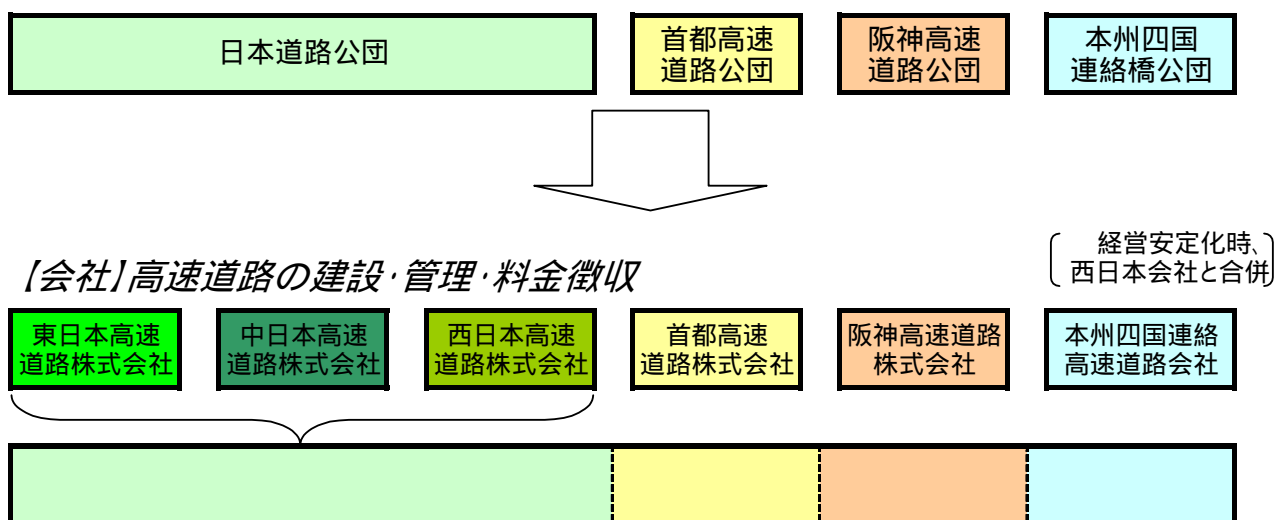 日本道路公団
首都高速
道路公団
阪神高速
道路公団
本州四国
連絡橋公団
経営安定化時、
西日本会社と合併
【会社】高速道路の建設・管理・料金徴収
東日本高速
道路株式会社
中日本高速
道路株式会社
西日本高速
道路株式会社
首都高速
道路株式会社
阪神高速道路
株式会社
本州四国連絡
高速道路会社